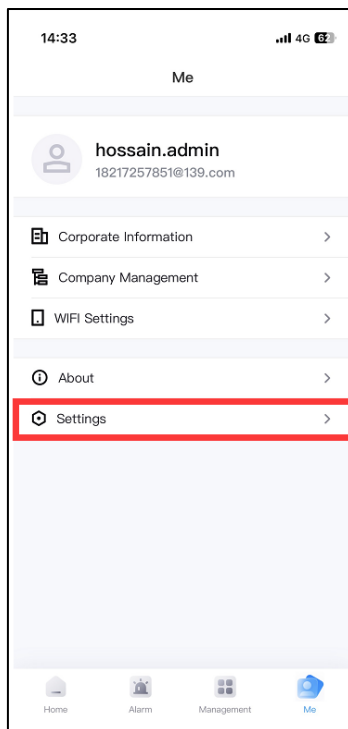 14:33
4G 62
Me
hossain.admin
18217257851@139.com
Corporate Information
Company Management
WIFI Settings
About
Settings
Home Alarm Management Me